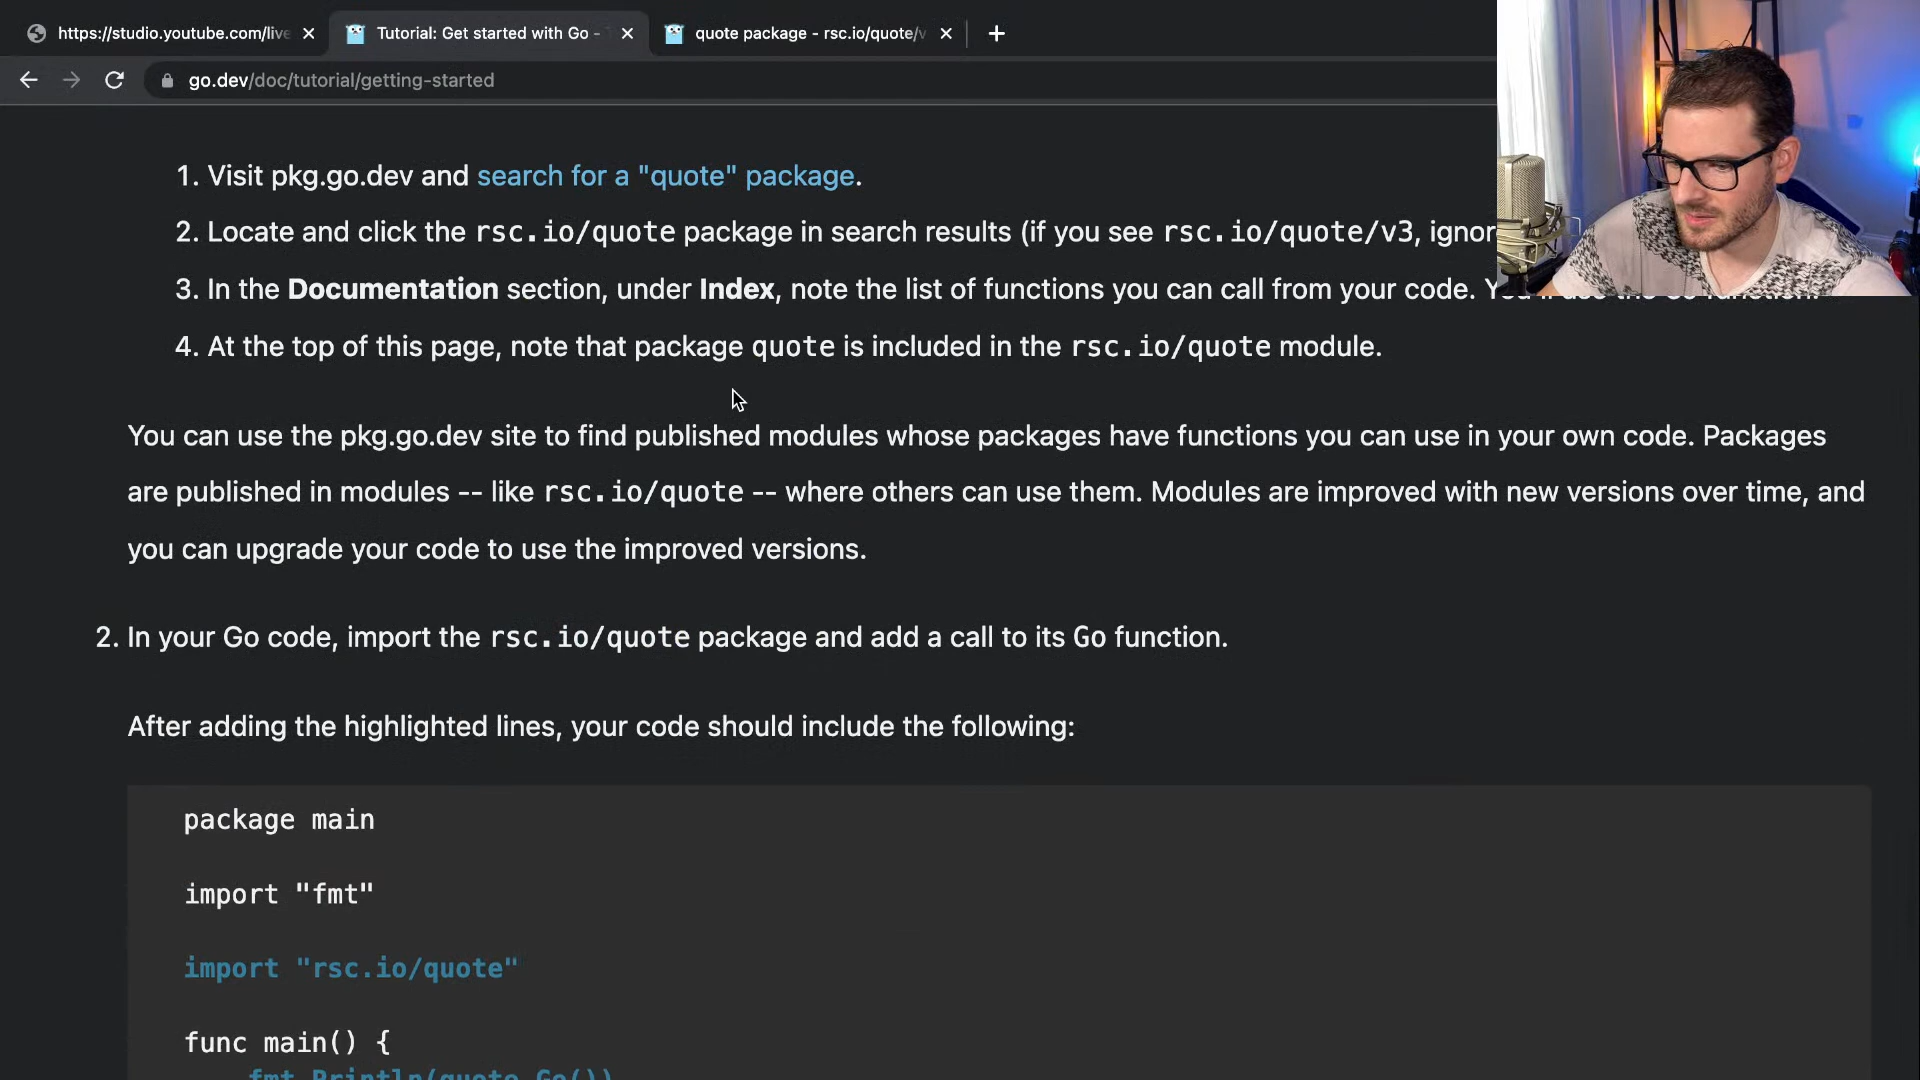 https://studio.youtube.com/live
Tutorial: Get started with Go -
quote package - rsc.io/quote/v
go.dev/doc/tutorial/getting-started
1. Visit pkg.go.dev and search for a "quote" package.
2. Locate and click the rsc.io/quote package in search results (if you see rsc.io/quote/v3, ignor
3. In the Documentation section, under Index, note the list of functions you can call from your code.
4. At the top of this page, note that package quote is included in the rsc.io/quote module.
You can use the pkg.go.dev site to find published modules whose packages have functions you can use in your own code. Packages
are published in modules -- like rsc.io/quote -- where others can use them. Modules are improved with new versions over time, and
you can upgrade your code to use the improved versions.
2. In your Go code, import the rsc.io/quote package and add a call to its Go function.
After adding the highlighted lines, your code should include the following:
package main
import "fmt"
import "rsc.io/quote"
func main() {
fmt.Println(quote.Go())